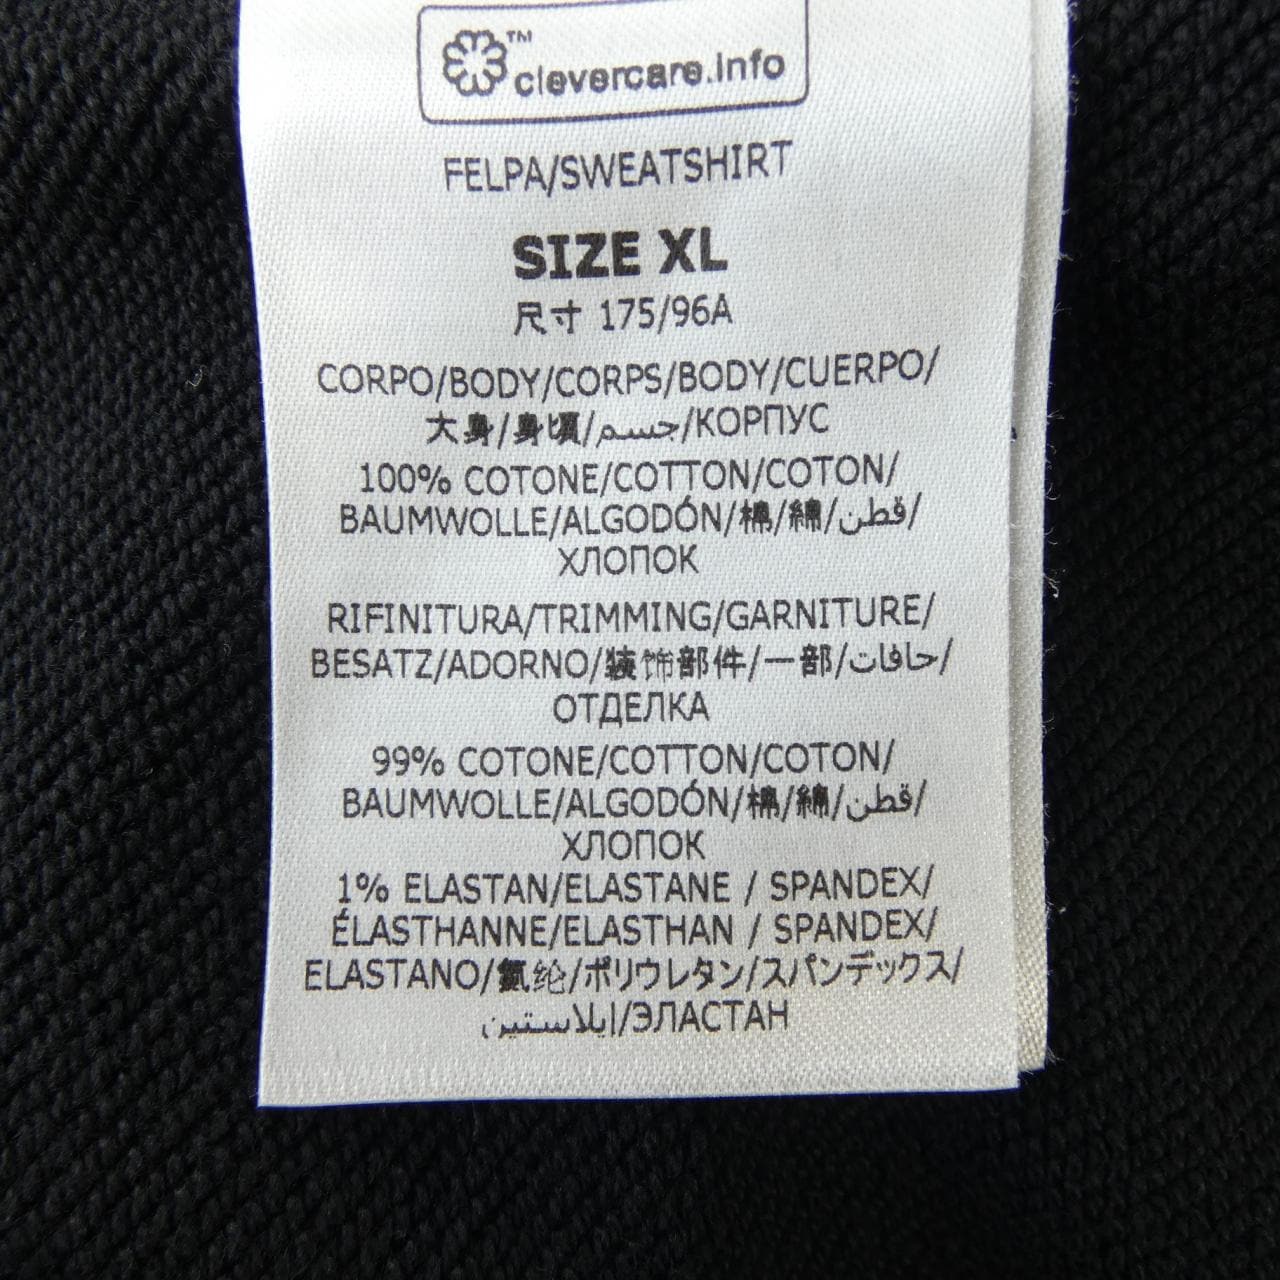 ™
clevercare.info
FELPA/SWEATSHIRT
SIZE XL
尺寸 175/96A
CORPO/BODY/CORPS/BODY/CUERPO/
大身/身頃/جسم/КОРПУС
100% COTONE/COTTON/COTON/
BAUMWOLLE/ALGODÓN/棉/綿/قطن/
ХЛОПОК
RIFINITURA/TRIMMING/GARNITURE/
BESATZ/ADORNO/装饰部件/一部/حافات/
ОТДЕЛКА
99% COTONE/COTTON/COTON/
BAUMWOLLE/ALGODÓN/棉/綿/قطن/
ХЛОПОК
1% ELASTAN/ELASTANE / SPANDEX/
ÉLASTHANNE/ELASTHAN / SPANDEX/
ELASTANO/氨纶/ポリウレタン/スパンデックス/
إيلاستين/ЭЛАСТАН